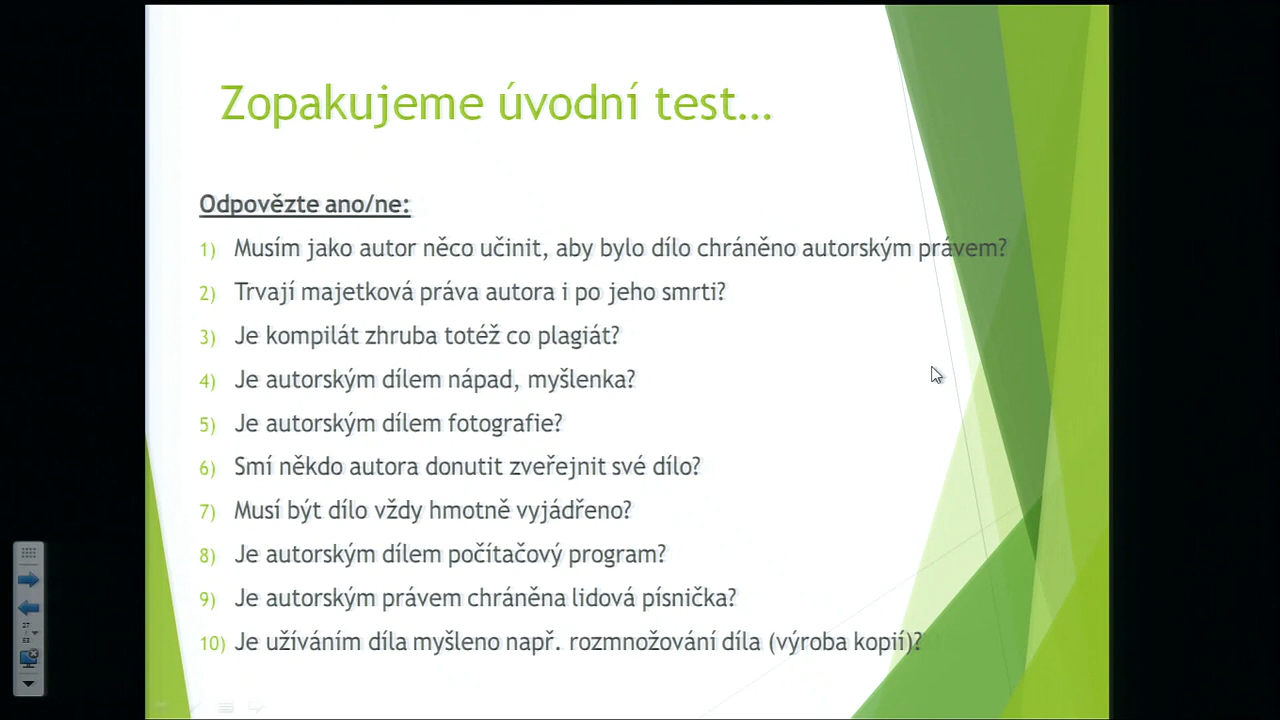 Zopakujeme úvodní test…
Odpovězte ano/ne:
1) Musím jako autor něco učinit, aby bylo dílo chráněno autorským právem?
2) Trvají majetková práva autora i po jeho smrti?
3) Je kompilát zhruba totéž co plagiát?
4) Je autorským dílem nápad, myšlenka?
5) Je autorským dílem fotografie?
6) Smí někdo autora donutit zveřejnit své dílo?
7) Musí být dílo vždy hmotně vyjádřeno?
8) Je autorským dílem počítačový program?
9) Je autorským právem chráněna lidová písnička?
10) Je užíváním díla myšleno např. rozmnožování díla (výroba kopií)?